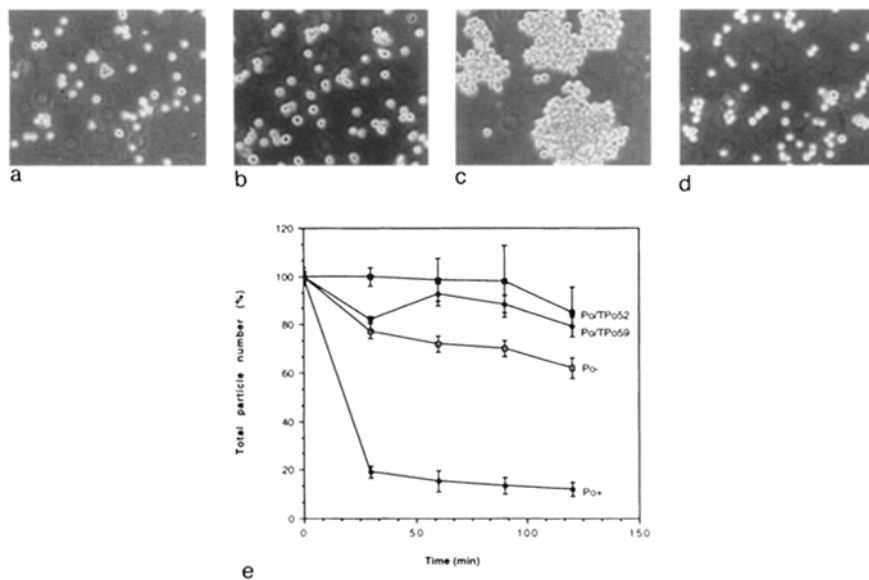 a
b
c
d
120
100
80
60
40
20
0
Total particle number (%)
Po/TPo52
Po/TPo59
Po-
Po+
0
50
100
150
Time (min)
e